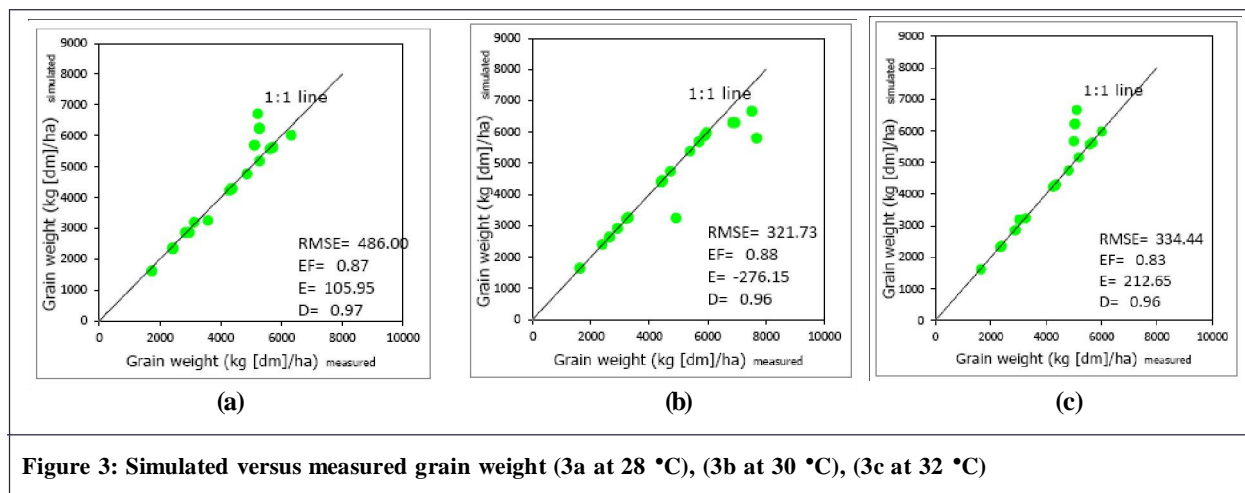 9000
8000
7000
6000
5000
4000
3000
2000
1000
0
Grain weight (kg [dm]/ha) simulated
1:1 line
RMSE= 486.00
EF= 0.87
E= 105.95
D= 0.97
0 2000 4000 6000 8000 10000
Grain weight (kg [dm]/ha) measured
(a)
9000
8000
7000
6000
5000
4000
3000
2000
1000
0
Grain weight (kg [dm]/ha) simulated
1:1 line
RMSE= 321.73
EF= 0.88
E= -276.15
D= 0.96
0 2000 4000 6000 8000 10000
Grain weight (kg [dm]/ha) measured
(b)
9000
8000
7000
6000
5000
4000
3000
2000
1000
0
Grain weight (kg [dm]/ha) simulated
1:1 line
RMSE= 334.44
EF= 0.83
E= 212.65
D= 0.96
0 2000 4000 6000 8000 10000
Grain weight (kg [dm]/ha) measured
(c)
Figure 3: Simulated versus measured grain weight (3a at 28 •C), (3b at 30 •C), (3c at 32 •C)